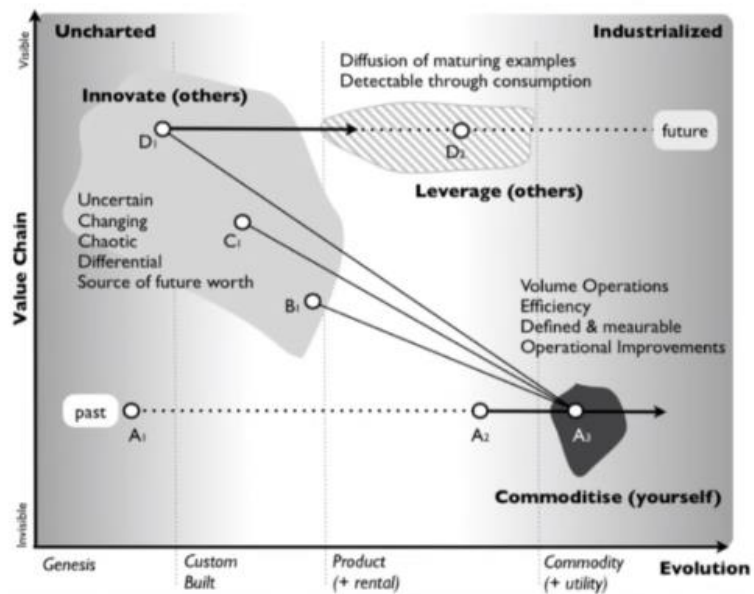 Uncharted
Industrialized
Visible
Diffusion of maturing examples
Detectable through consumption
Innovate (others)
D1
D2
future
Leverage (others)
Uncertain
Changing
Chaotic
Differential
Source of future worth
C1
Value Chain
B1
Volume Operations
Efficiency
Defined & meaurable
Operational Improvements
past
A1
A2
A3
Commoditise (yourself)
Invisible
Genesis
Custom
Built
Product
(+ rental)
Commodity
(+ utility)
Evolution